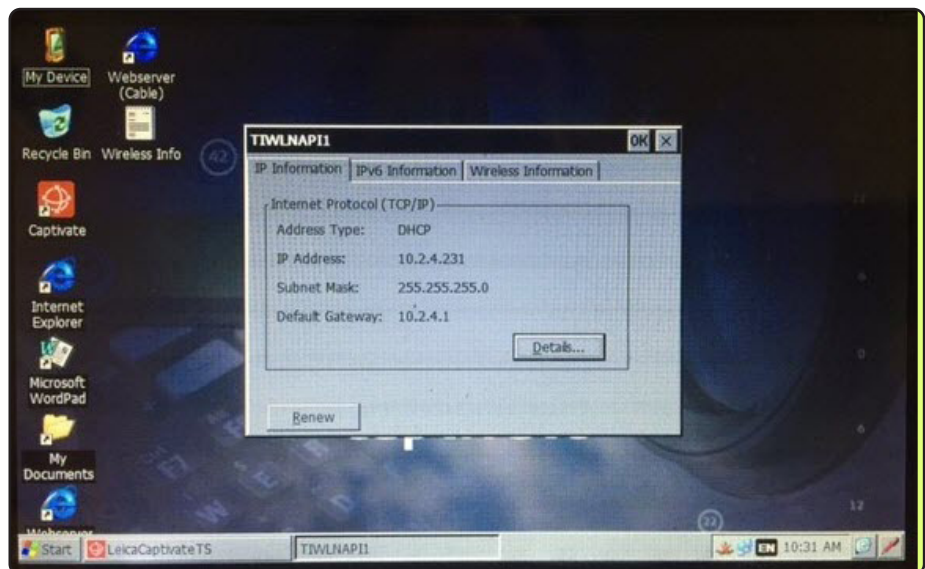 My Device
Webserver
(Cable)
Recycle Bin
Wireless Info
42
Captivate
Internet
Explorer
Microsoft
WordPad
My
Documents
TIWLNAPI1
OK
IP Information
IPv6 Information
Wireless Information
Internet Protocol (TCP/IP)
Address Type: DHCP
IP Address: 10.2.4.231
Subnet Mask: 255.255.255.0
Default Gateway: 10.2.4.1
Details...
Renew
22
12
Start
LeicaCaptivateTS
TIWLNAPI1
EN
10:31 AM